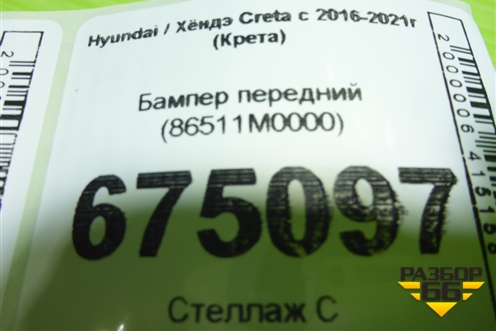 Hyundai / Хёндэ Creta с 2016-2021г
(Крета)
Бампер передний
(86511M0000)
675097
Стеллаж С
РАЗБОР
66